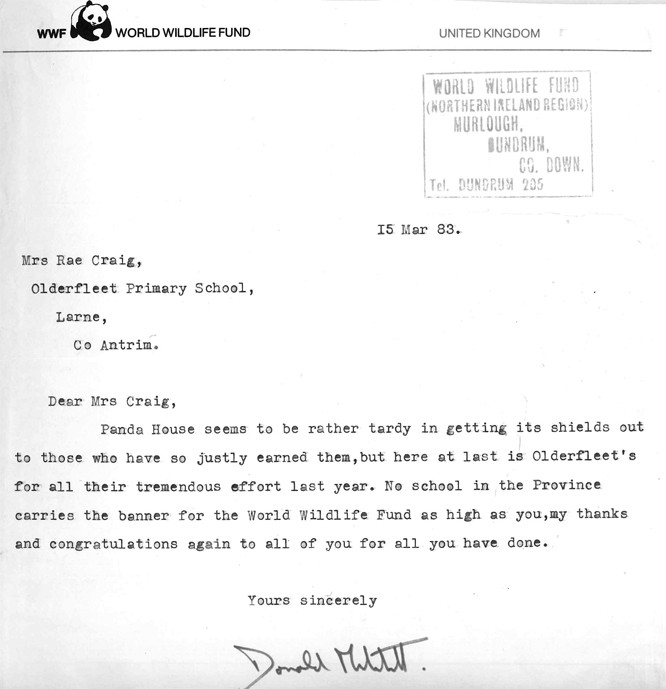 WWF WORLD WILDLIFE FUND UNITED KINGDOM
WORLD WILDLIFE FUND
(NORTHERN IRELAND REGION)
MURLOUGH,
DUNDRUM,
CO. DOWN.
Tel. DUNDRUM 205
15 Mar 83.
Mrs Rae Craig,
Olderfleet Primary School,
Larne,
Co Antrim.
Dear Mrs Craig,
Panda House seems to be rather tardy in getting its shields out
to those who have so justly earned them,but here at last is Olderfleet's
for all their tremendous effort last year. No school in the Province
carries the banner for the World Wildlife Fund as high as you,my thanks
and congratulations again to all of you for all you have done.
Yours sincerely
Donald